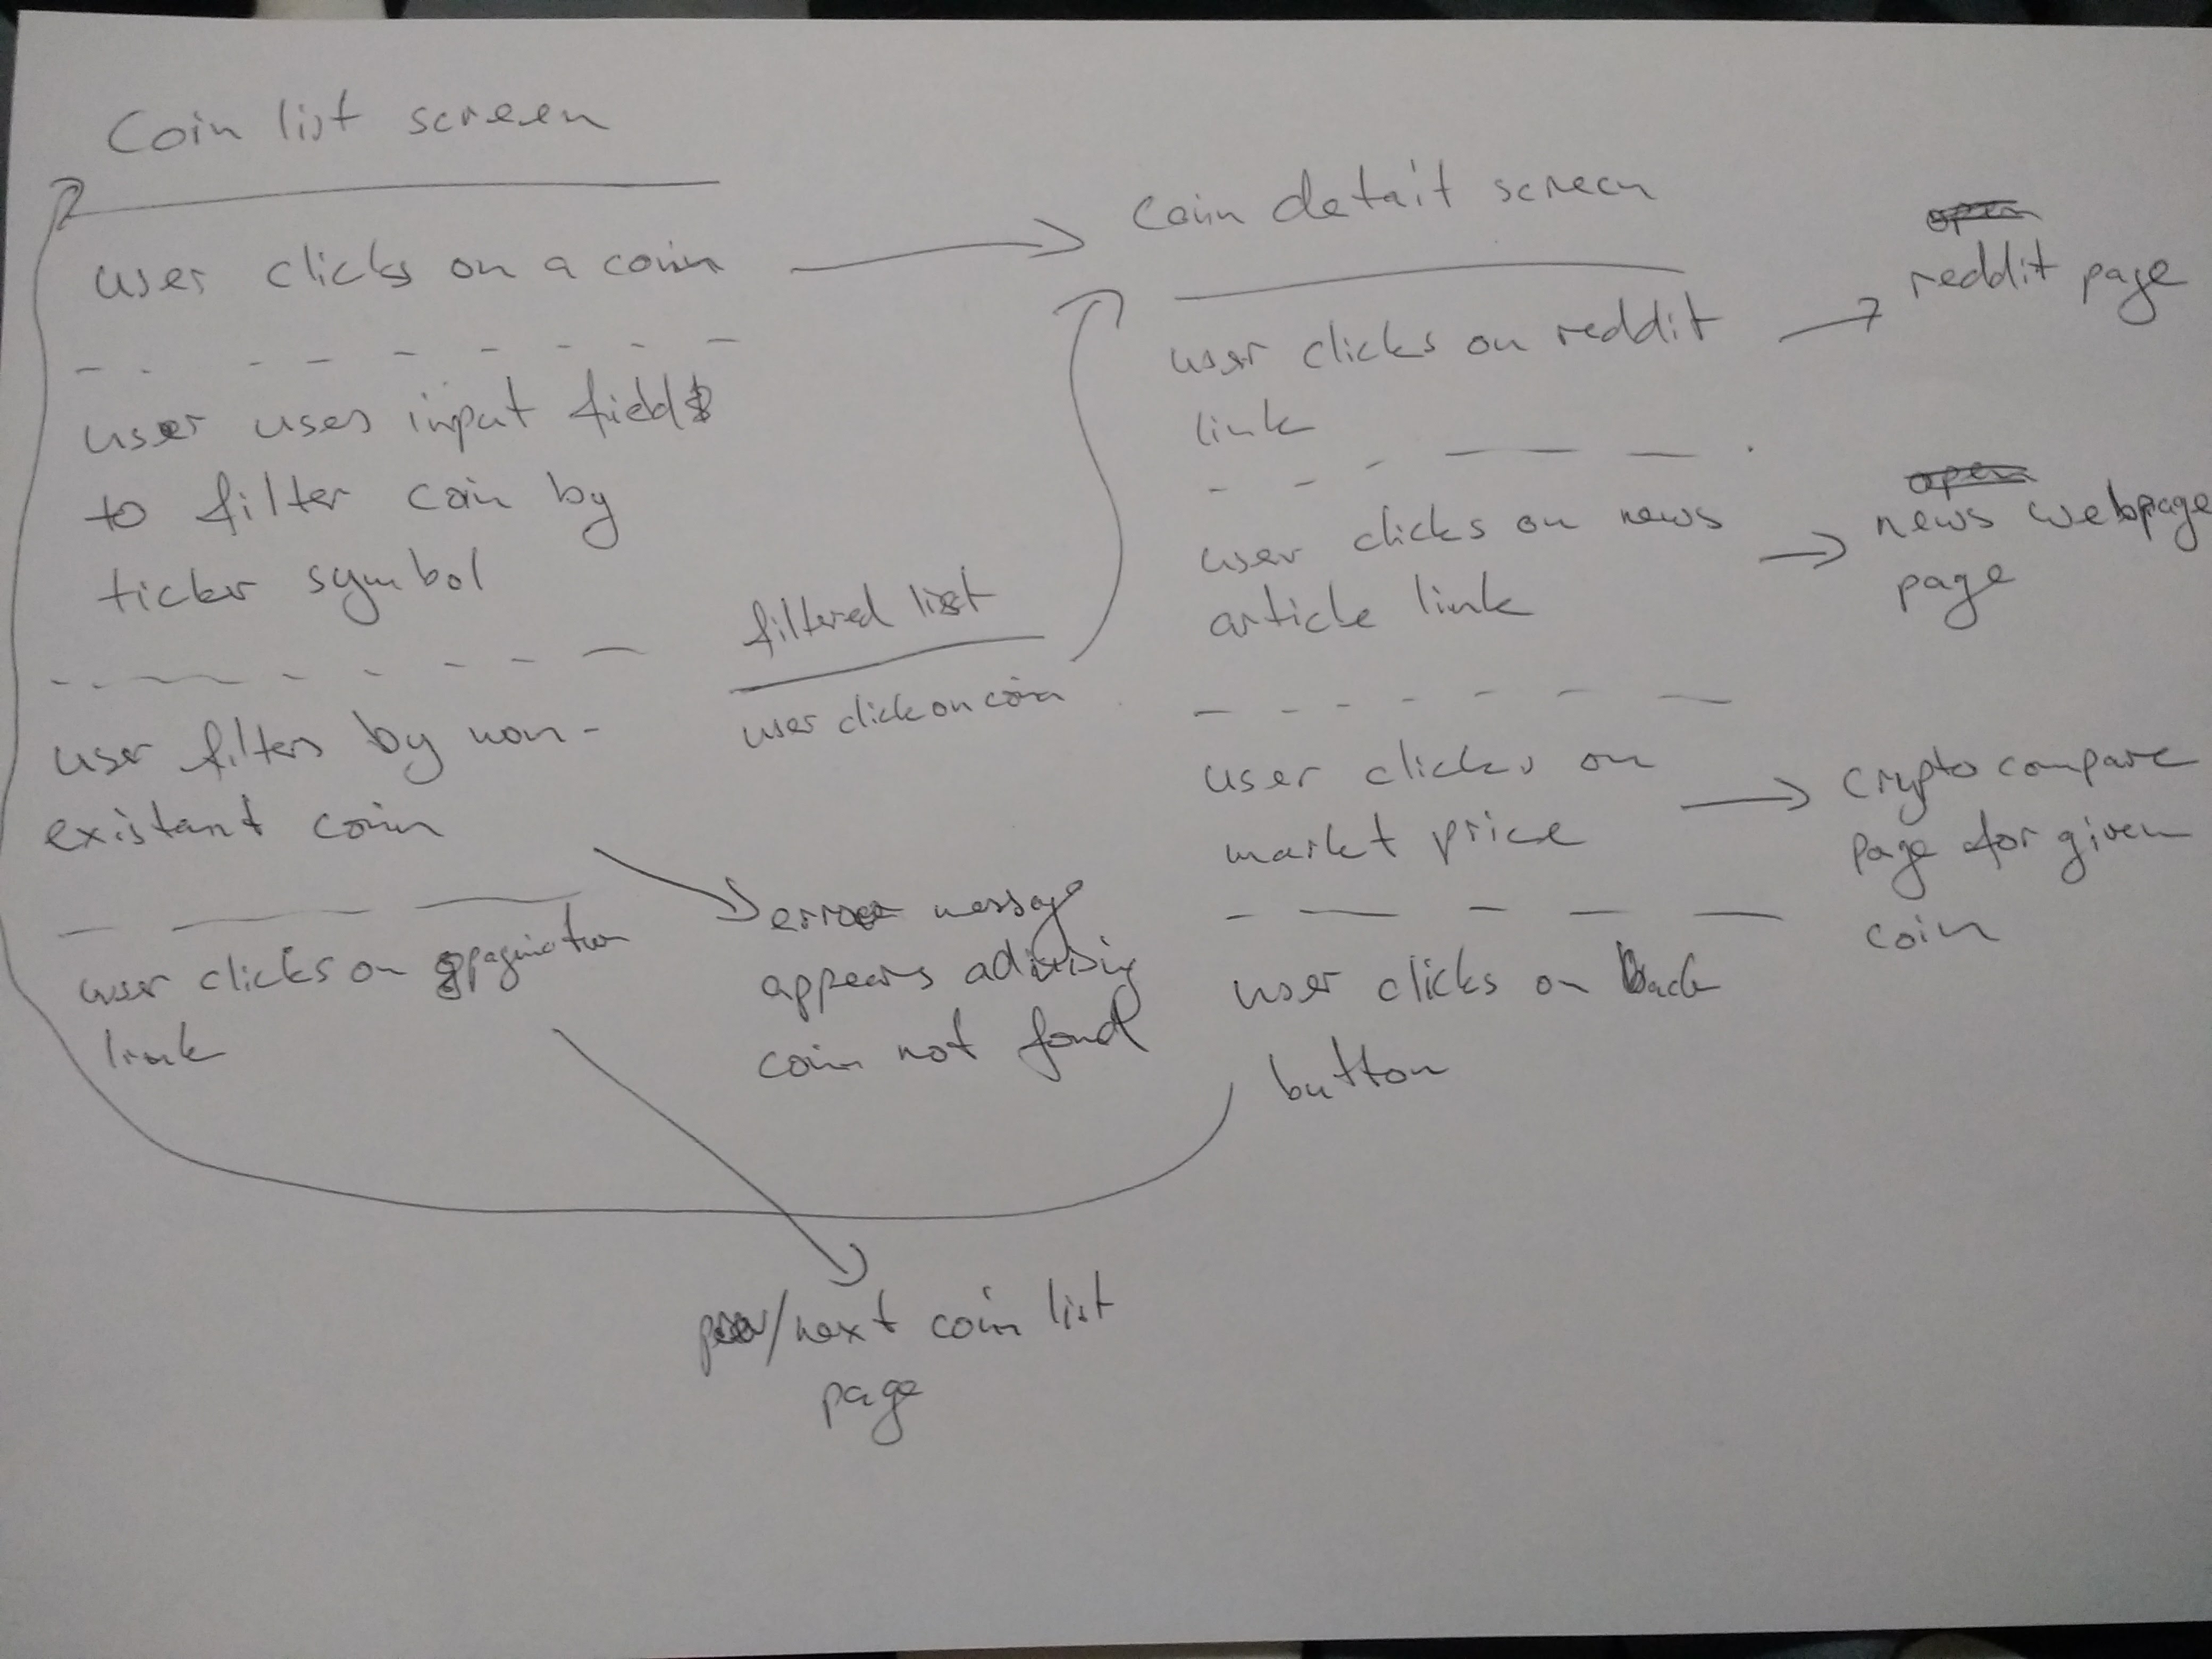 Coin list screen
user clicks on a coin
user uses input field
to filter coin by
ticker symbol
user filters by non-
existant coin
user clicks on pagination
link
filtered list
user click on coin
error message
appears advising
coin not found
prev/next coin list
page
coin detail screen
user clicks on reddit
link
user clicks on news
article link
user clicks on
market price
user clicks on back
button
open
reddit page
open
news webpage
page
crypto compare
page for given
coin